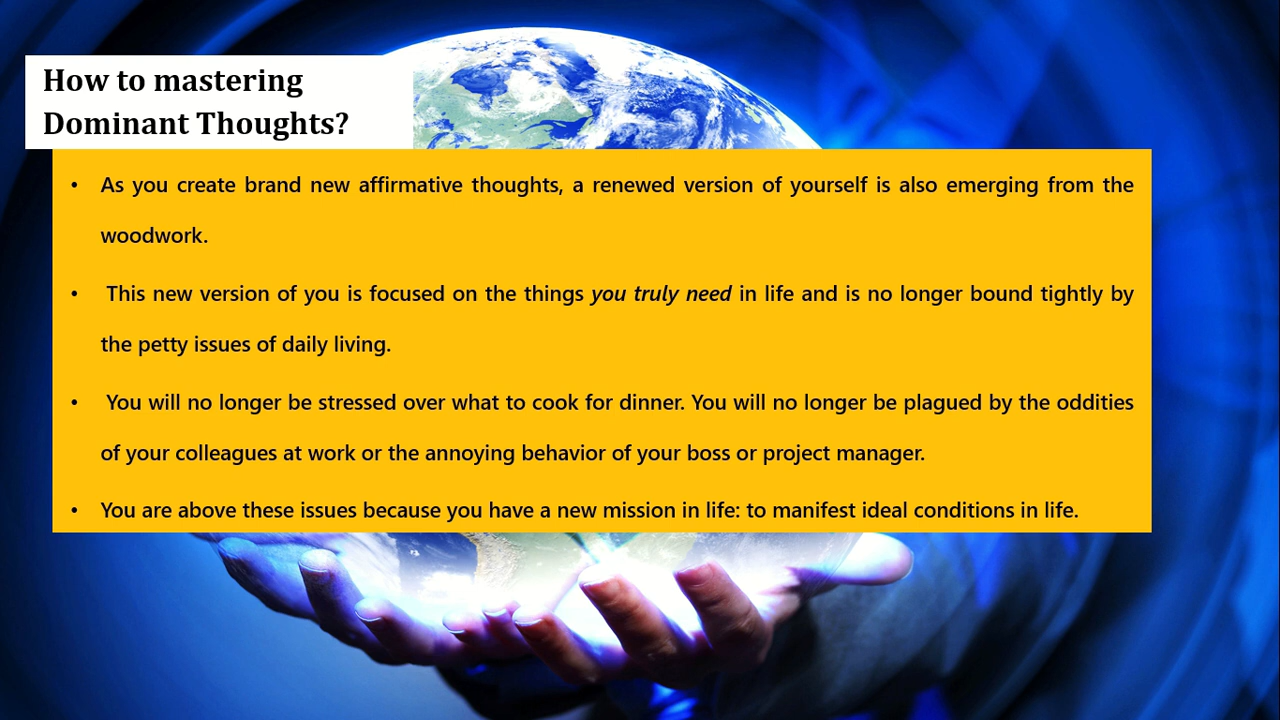 How to mastering
Dominant Thoughts?
• As you create brand new affirmative thoughts, a renewed version of yourself is also emerging from the
woodwork.
• This new version of you is focused on the things you truly need in life and is no longer bound tightly by
the petty issues of daily living.
• You will no longer be stressed over what to cook for dinner. You will no longer be plagued by the oddities
of your colleagues at work or the annoying behavior of your boss or project manager.
• You are above these issues because you have a new mission in life: to manifest ideal conditions in life.